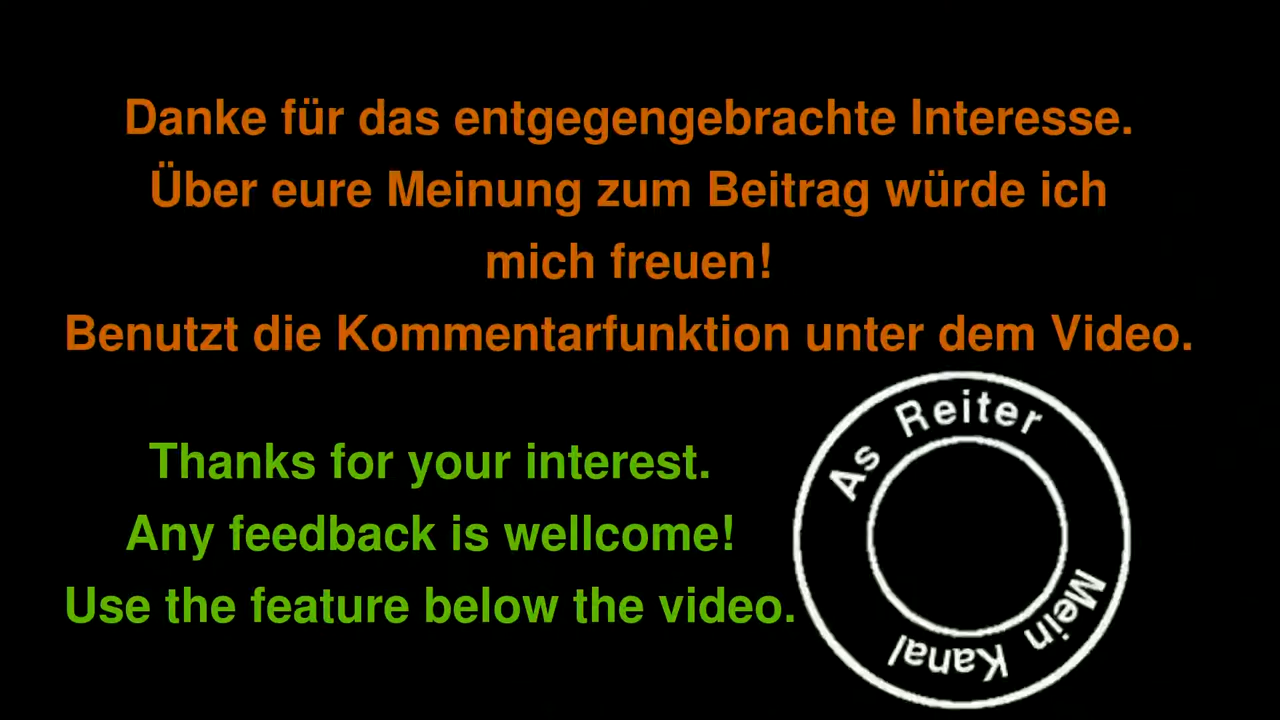 Danke für das entgegengebrachte Interesse.
Über eure Meinung zum Beitrag würde ich
mich freuen!
Benutzt die Kommentarfunktion unter dem Video.
Thanks for your interest.
Any feedback is wellcome!
Use the feature below the video.
As Reiter
Mein Kanal